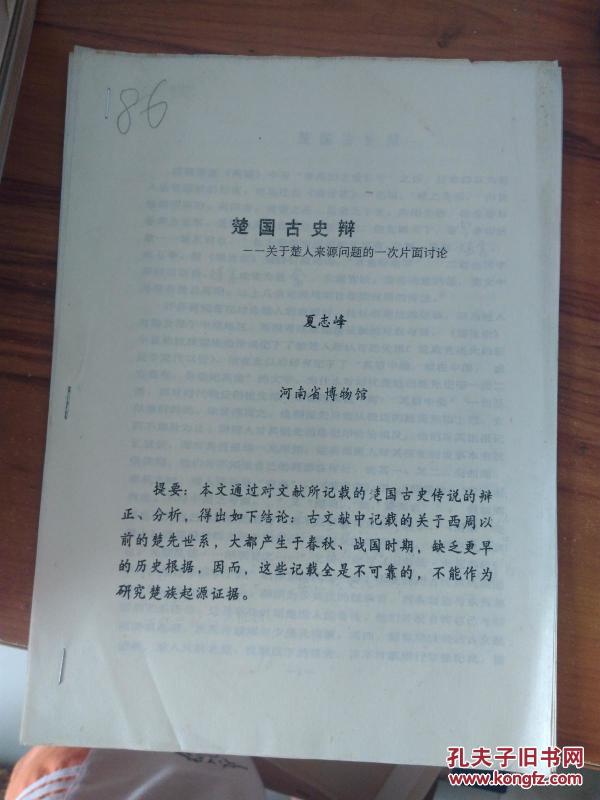 186
楚国古史辩
——关于楚人来源问题的一次片面讨论
夏志峰
河南省博物馆
提要：本文通过对文献所记载的楚国古史传说的辩
正、分析，得出如下结论：古文献中记载的关于西周以
前的楚先世系，大都产生于春秋、战国时期，缺乏更早
的历史根据，因而，这些记载全是不可靠的，不能作为
研究楚族起源证据。
孔夫子旧书网
www.kongfz.com